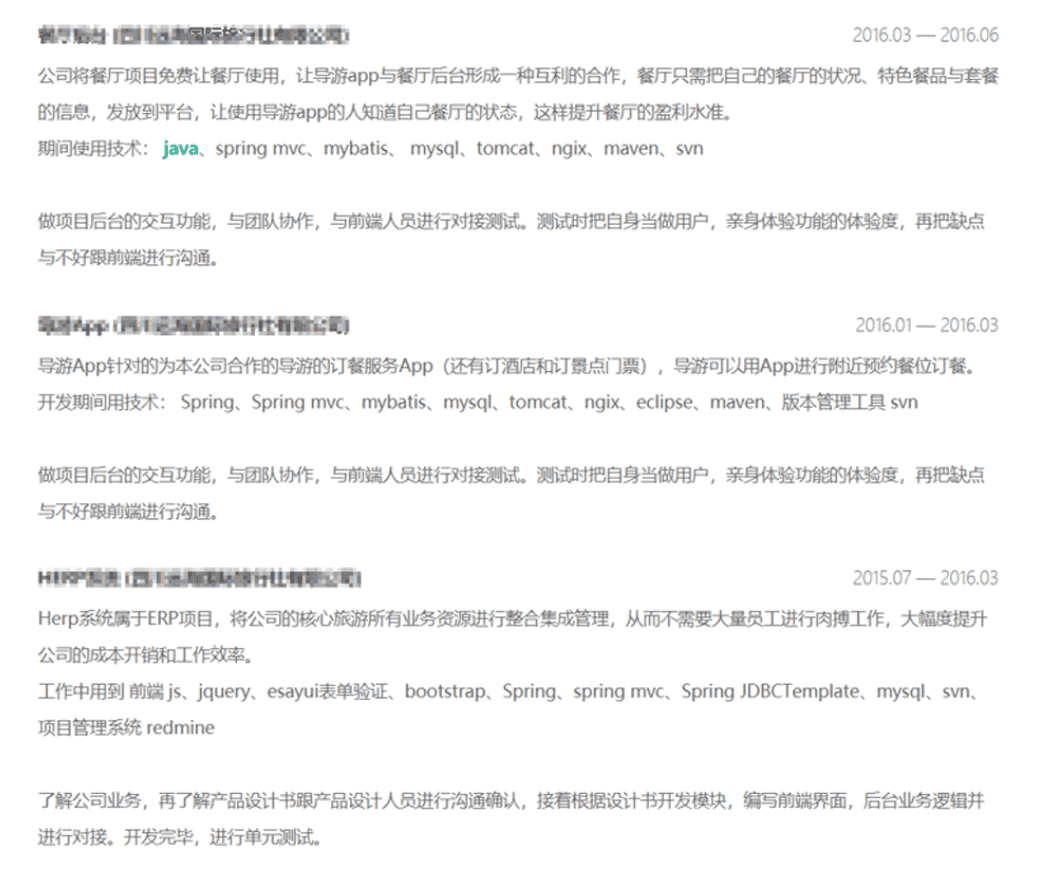 2016.03 — 2016.06
公司将餐厅项目免费让餐厅使用，让导游app与餐厅后台形成一种互利的合作，餐厅只需把自己的餐厅的状况、特色餐品与套餐
的信息，发放到平台，让使用导游app的人知道自己餐厅的状态，这样提升餐厅的盈利水准。
期间使用技术： java、spring mvc、mybatis、 mysql、tomcat、ngix、maven、svn
做项目后台的交互功能，与团队协作，与前端人员进行对接测试。测试时把自身当做用户，亲身体验功能的体验度，再把缺点
与不好跟前端进行沟通。
2016.01 — 2016.03
导游App针对的为本公司合作的导游的订餐服务App（还有订酒店和订景点门票），导游可以用App进行附近预约餐位订餐。
开发期间用技术： Spring、Spring mvc、mybatis、mysql、tomcat、ngix、eclipse、maven、版本管理工具 svn
做项目后台的交互功能，与团队协作，与前端人员进行对接测试。测试时把自身当做用户，亲身体验功能的体验度，再把缺点
与不好跟前端进行沟通。
2015.07 — 2016.03
Herp系统属于ERP项目，将公司的核心旅游所有业务资源进行整合集成管理，从而不需要大量员工进行肉搏工作，大幅度提升
公司的成本开销和工作效率。
工作中用到 前端 js、jquery、esayui表单验证、bootstrap、Spring、spring mvc、Spring JDBCTemplate、mysql、svn、
项目管理系统 redmine
了解公司业务，再了解产品设计书跟产品设计人员进行沟通确认，接着根据设计书开发模块，编写前端界面，后台业务逻辑并
进行对接。开发完毕，进行单元测试。